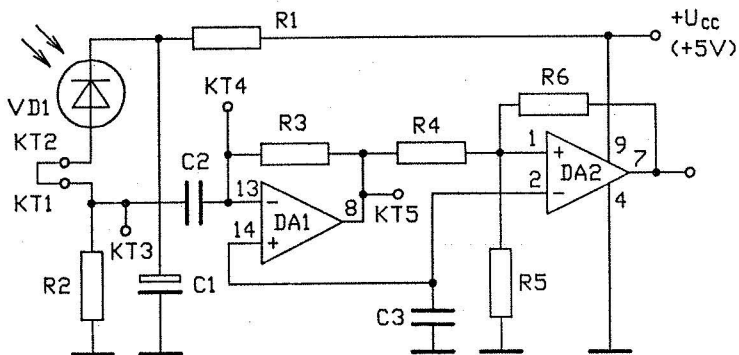 R1
+Ucc
(+5V)
VD1
KT4
R6
KT2
R3
R4
C2
1
+
9
7
KT1
13
-
DA2
2
-
8
DA1
KT5
4
14
+
KT3
R2
C1
R5
C3